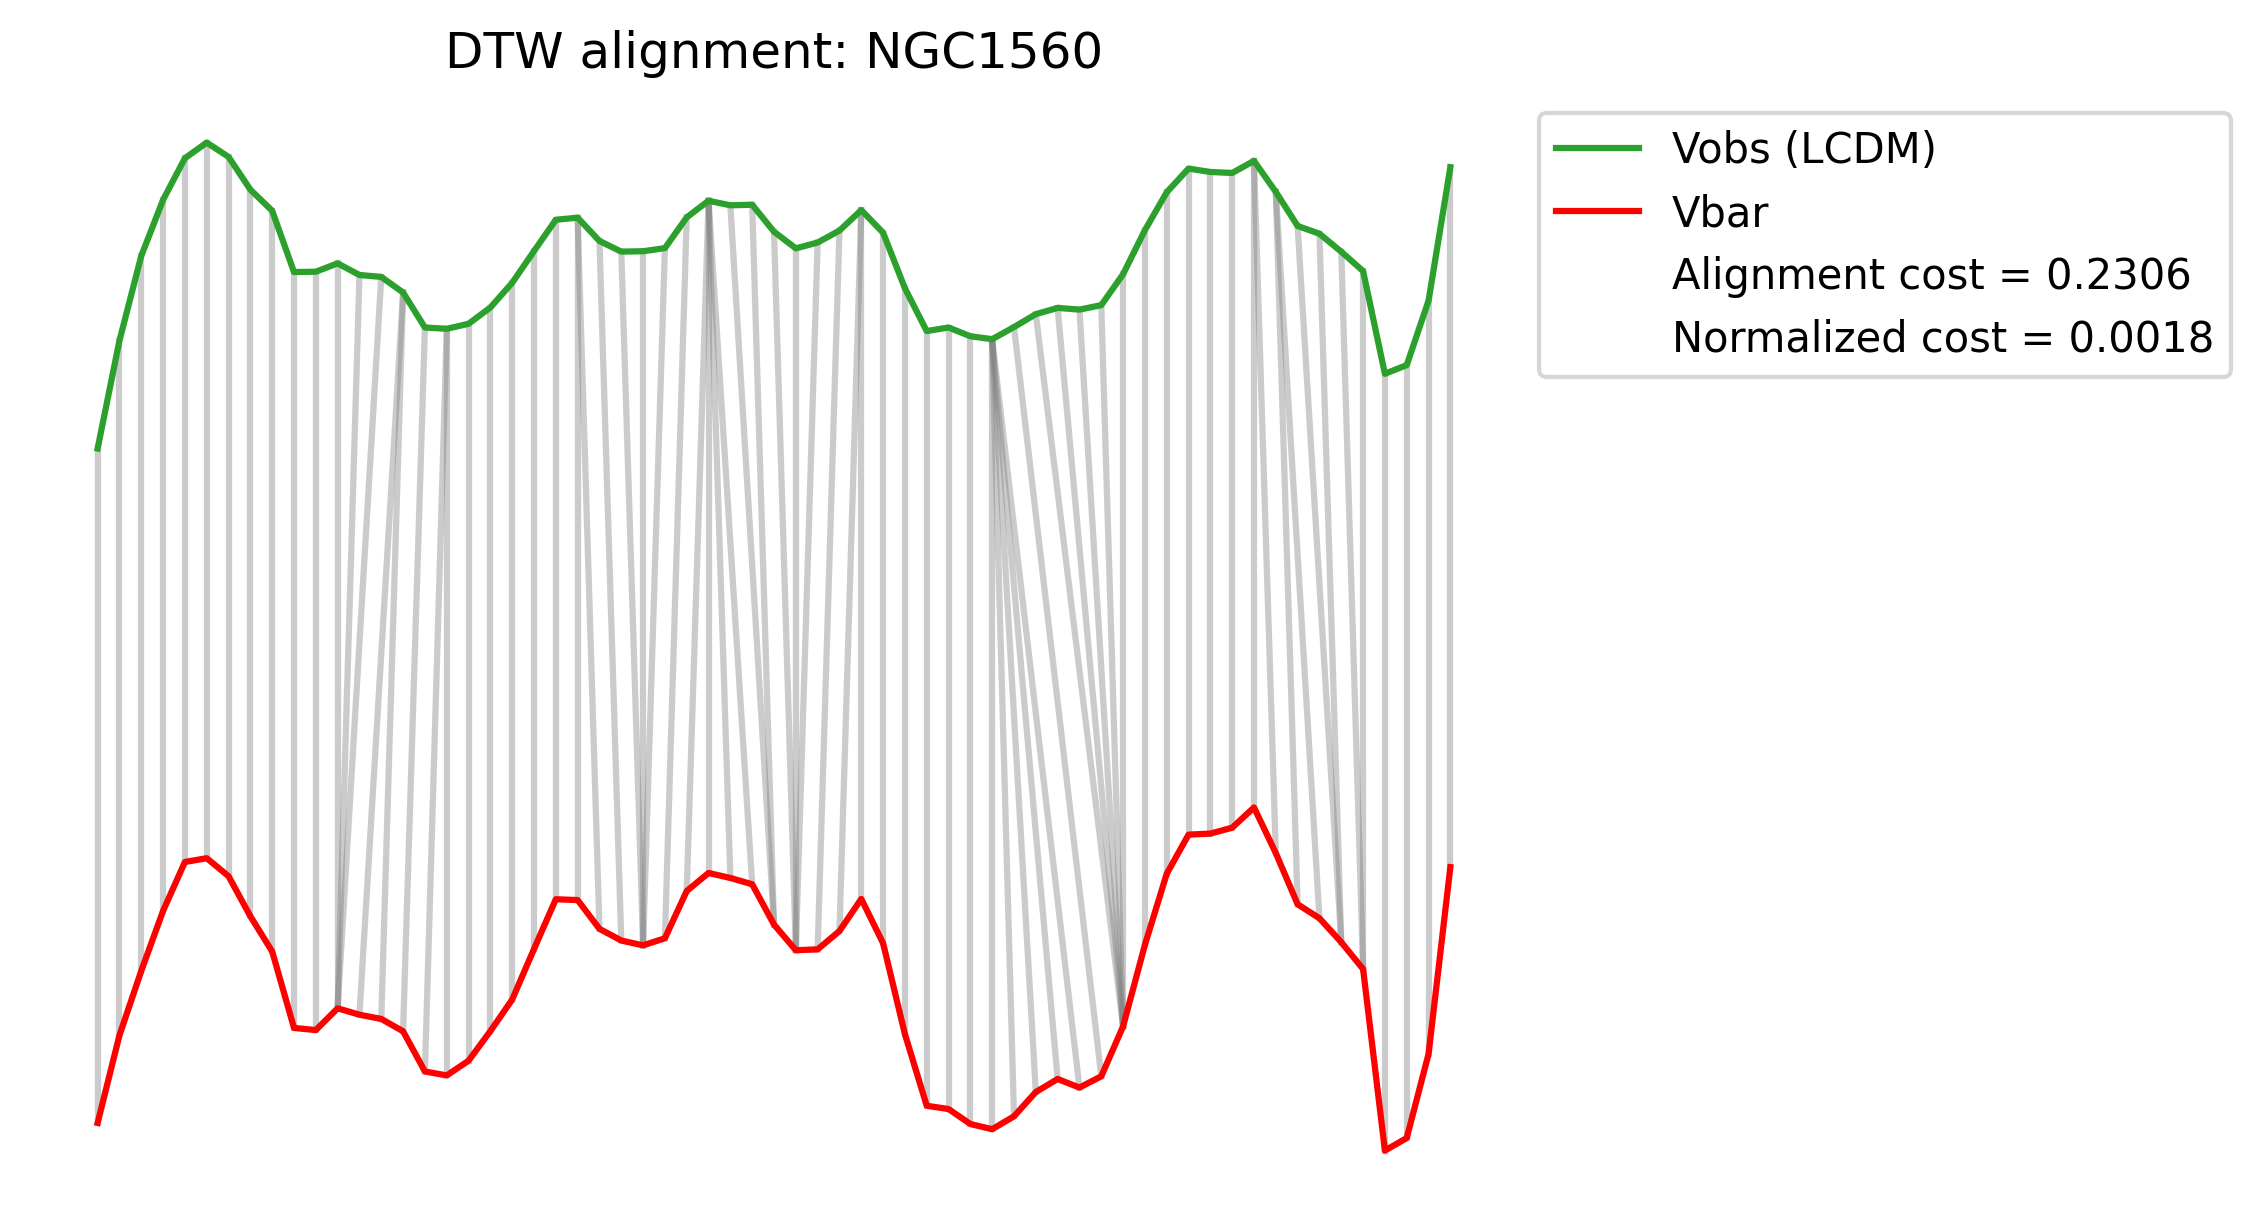 DTW alignment: NGC1560
Vobs (LCDM)
Vbar
Alignment cost = 0.2306
Normalized cost = 0.0018